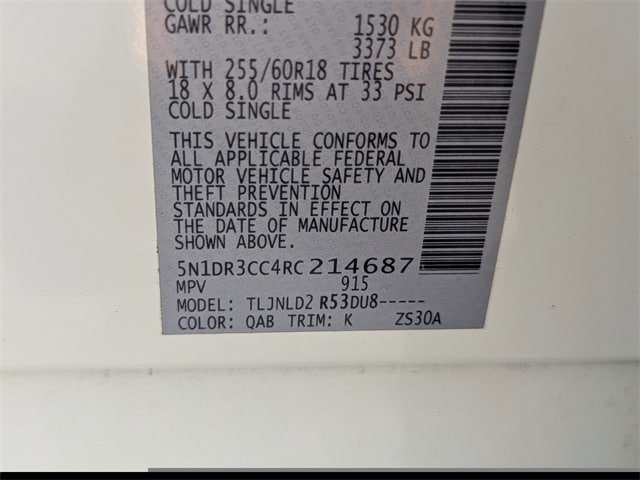 COLD SINGLE
GAWR RR.: 1530 KG
3373 LB
WITH 255/60R18 TIRES
18 X 8.0 RIMS AT 33 PSI
COLD SINGLE
THIS VEHICLE CONFORMS TO
ALL APPLICABLE FEDERAL
MOTOR VEHICLE SAFETY AND
THEFT PREVENTION
STANDARDS IN EFFECT ON
THE DATE OF MANUFACTURE
SHOWN ABOVE.
5N1DR3CC4RC214687
MPV 915
MODEL: TLJNLD2 R53DU8-----
COLOR: QAB TRIM: K ZS30A